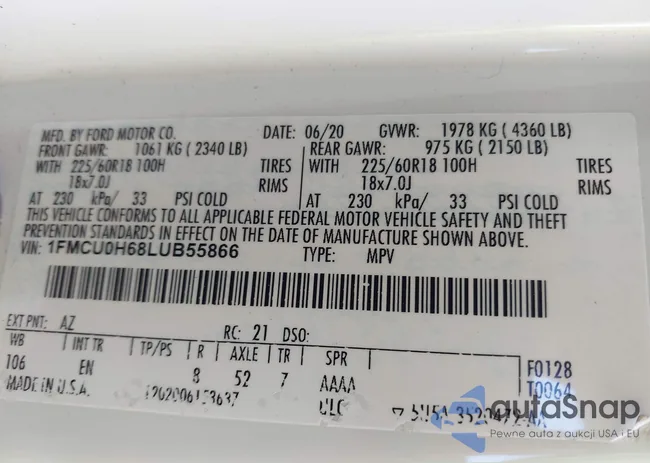 MFD. BY FORD MOTOR CO. DATE: 06/20 GVWR: 1978 KG ( 4360 LB)
FRONT GAWR: 1061 KG ( 2340 LB) REAR GAWR: 975 KG ( 2150 LB)
WITH 225/60R18 100H TIRES WITH 225/60R18 100H TIRES
18x7.0J RIMS 18x7.0J RIMS
AT 230 kPa/ 33 PSI COLD AT 230 kPa/ 33 PSI COLD
THIS VEHICLE CONFORMS TO ALL APPLICABLE FEDERAL MOTOR VEHICLE SAFETY AND THEFT
PREVENTION STANDARDS IN EFFECT ON THE DATE OF MANUFACTURE SHOWN ABOVE.
VIN: 1FMCU0H68LUB55866 TYPE: MPV
EXT PNT: AZ RC: 21 DSO:
WB INT TR TP/PS R AXLE TR SPR
106 EN 8 52 7 AAAA F0128
MADE IN U.S.A. T0064
autoSnap
Pewne auta z aukcji USA i EU